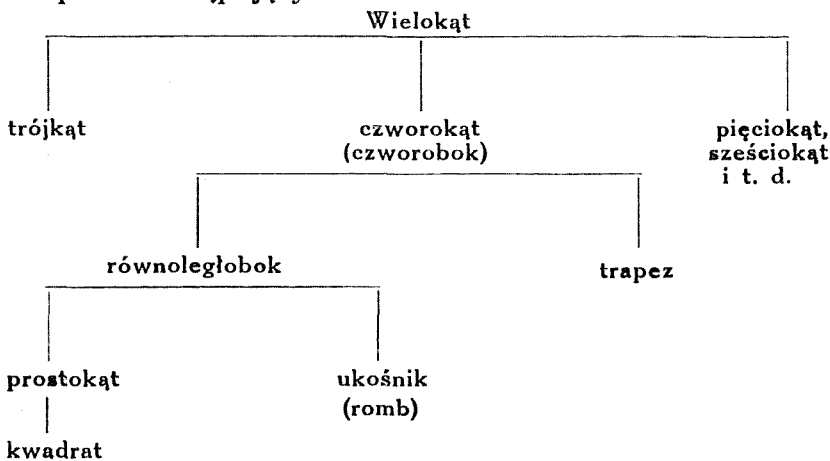 Wielokąt
trójkąt
czworokąt
(czworobok)
pięciokąt,
sześciokąt
i t. d.
równoległobok
trapez
prostokąt
ukośnik
(romb)
kwadrat